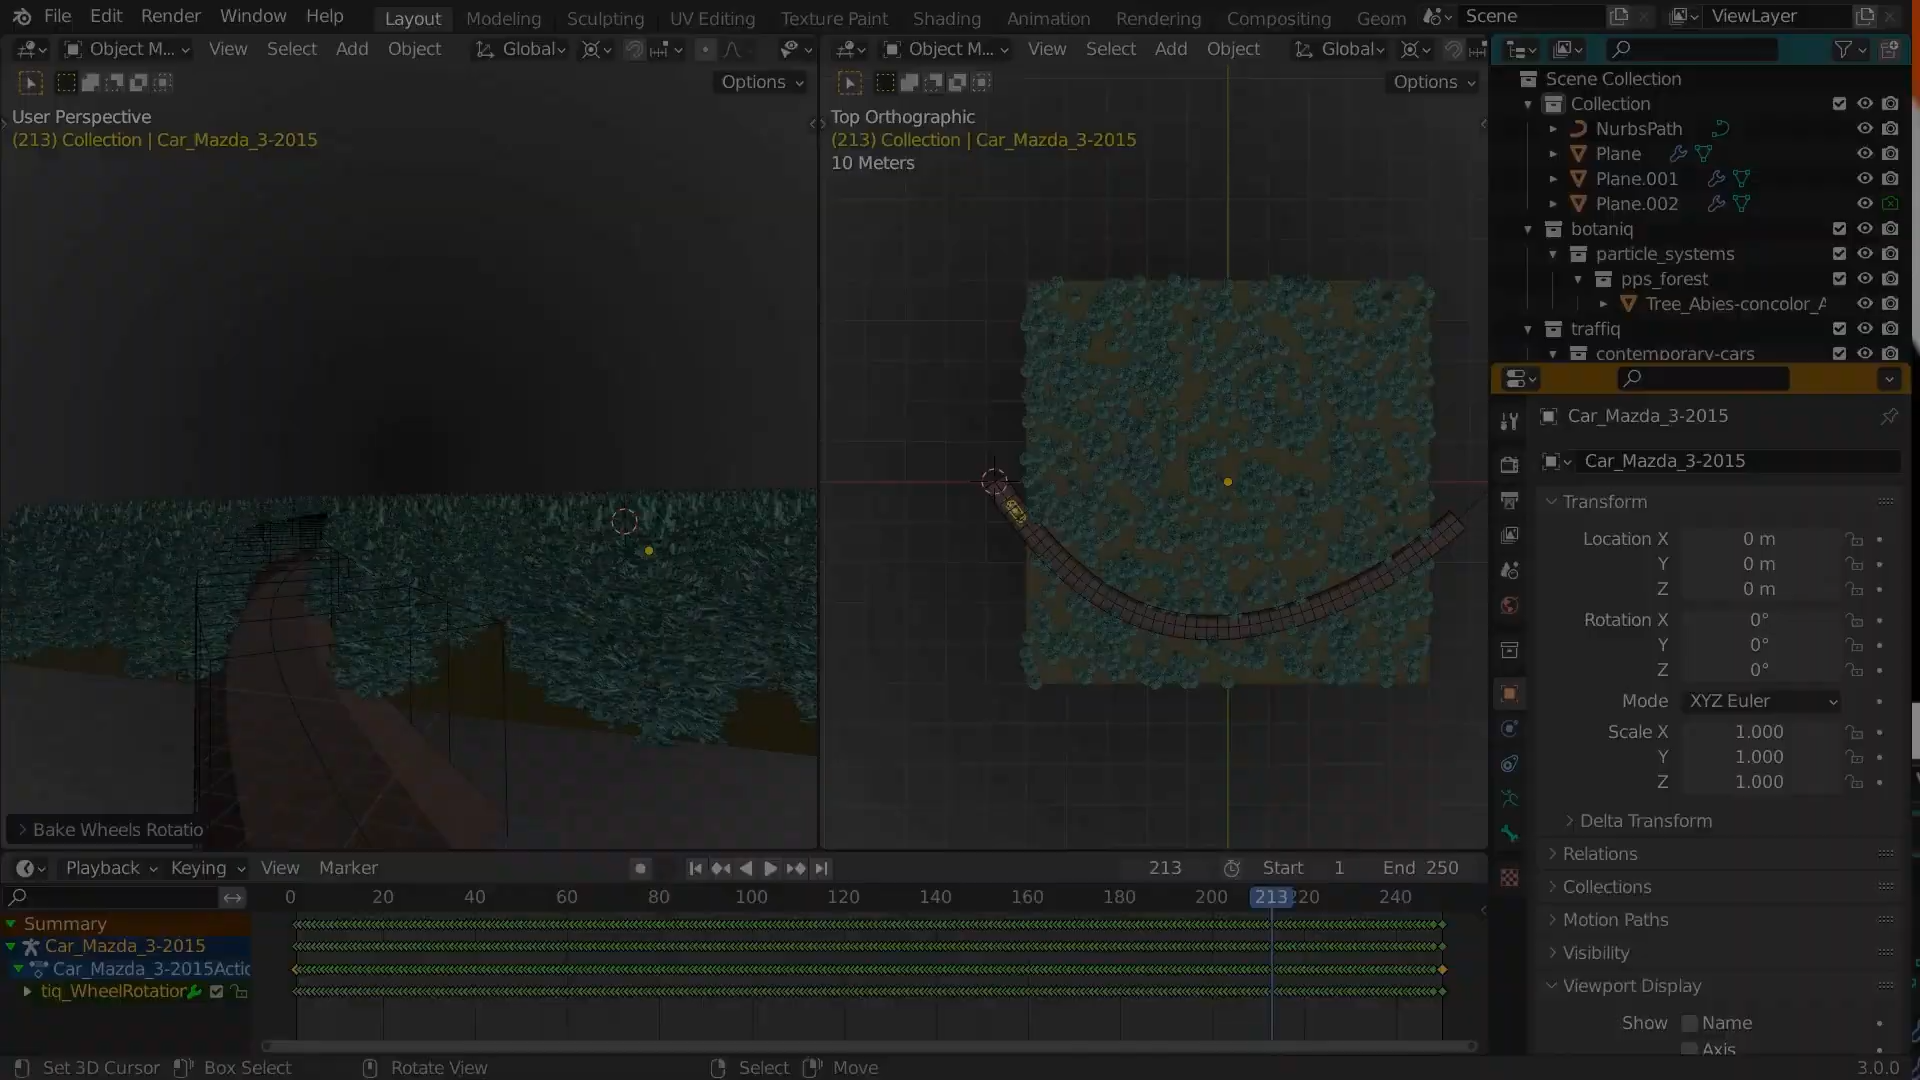 File Edit Render Window Help Layout Modeling Sculpting UV Editing Texture Paint Shading Animation Rendering Compositing Geom Scene ViewLayer
Object M... View Select Add Object Global
Object M... View Select Add Object Global
Options
Options
User Perspective
(213) Collection | Car_Mazda_3-2015
Top Orthographic
(213) Collection | Car_Mazda_3-2015
10 Meters
Scene Collection
Collection
NurbsPath
Plane
Plane.001
Plane.002
botaniq
particle_systems
pps_forest
Tree_Abies-concolor_A
traffiq
contemporary-cars
Car_Mazda_3-2015
Car_Mazda_3-2015
Transform
Location X 0 m
Y 0 m
Z 0 m
Rotation X 0°
Y 0°
Z 0°
Mode XYZ Euler
Scale X 1.000
Y 1.000
Z 1.000
Delta Transform
Relations
Collections
Motion Paths
Visibility
Viewport Display
Show Name
Axis
Bake Wheels Rotatio
Playback Keying View Marker 213 Start 1 End 250
0 20 40 60 80 100 120 140 160 180 200 213 220 240
Summary
Car_Mazda_3-2015
Car_Mazda_3-2015Actic
tiq_WheelRotation
Set 3D Cursor Box Select Rotate View Select Move 3.0.0